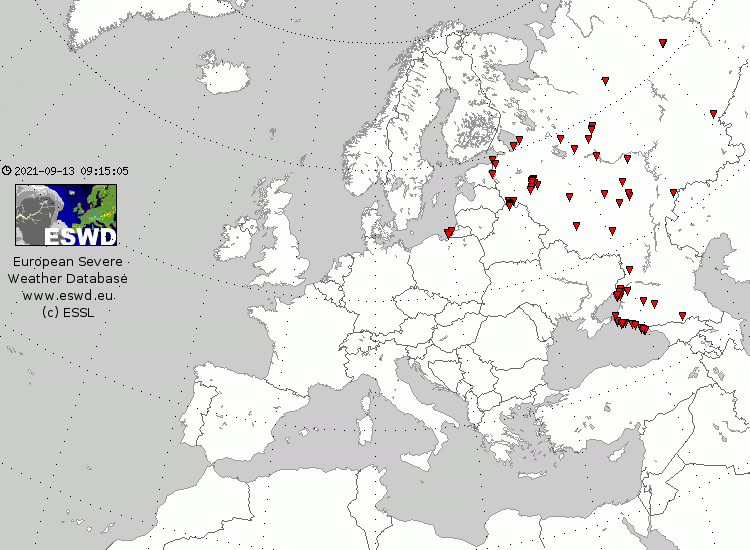 2021-09-13 09:15:05
ESWD
European Severe
Weather Database
www.eswd.eu
(c) ESSL